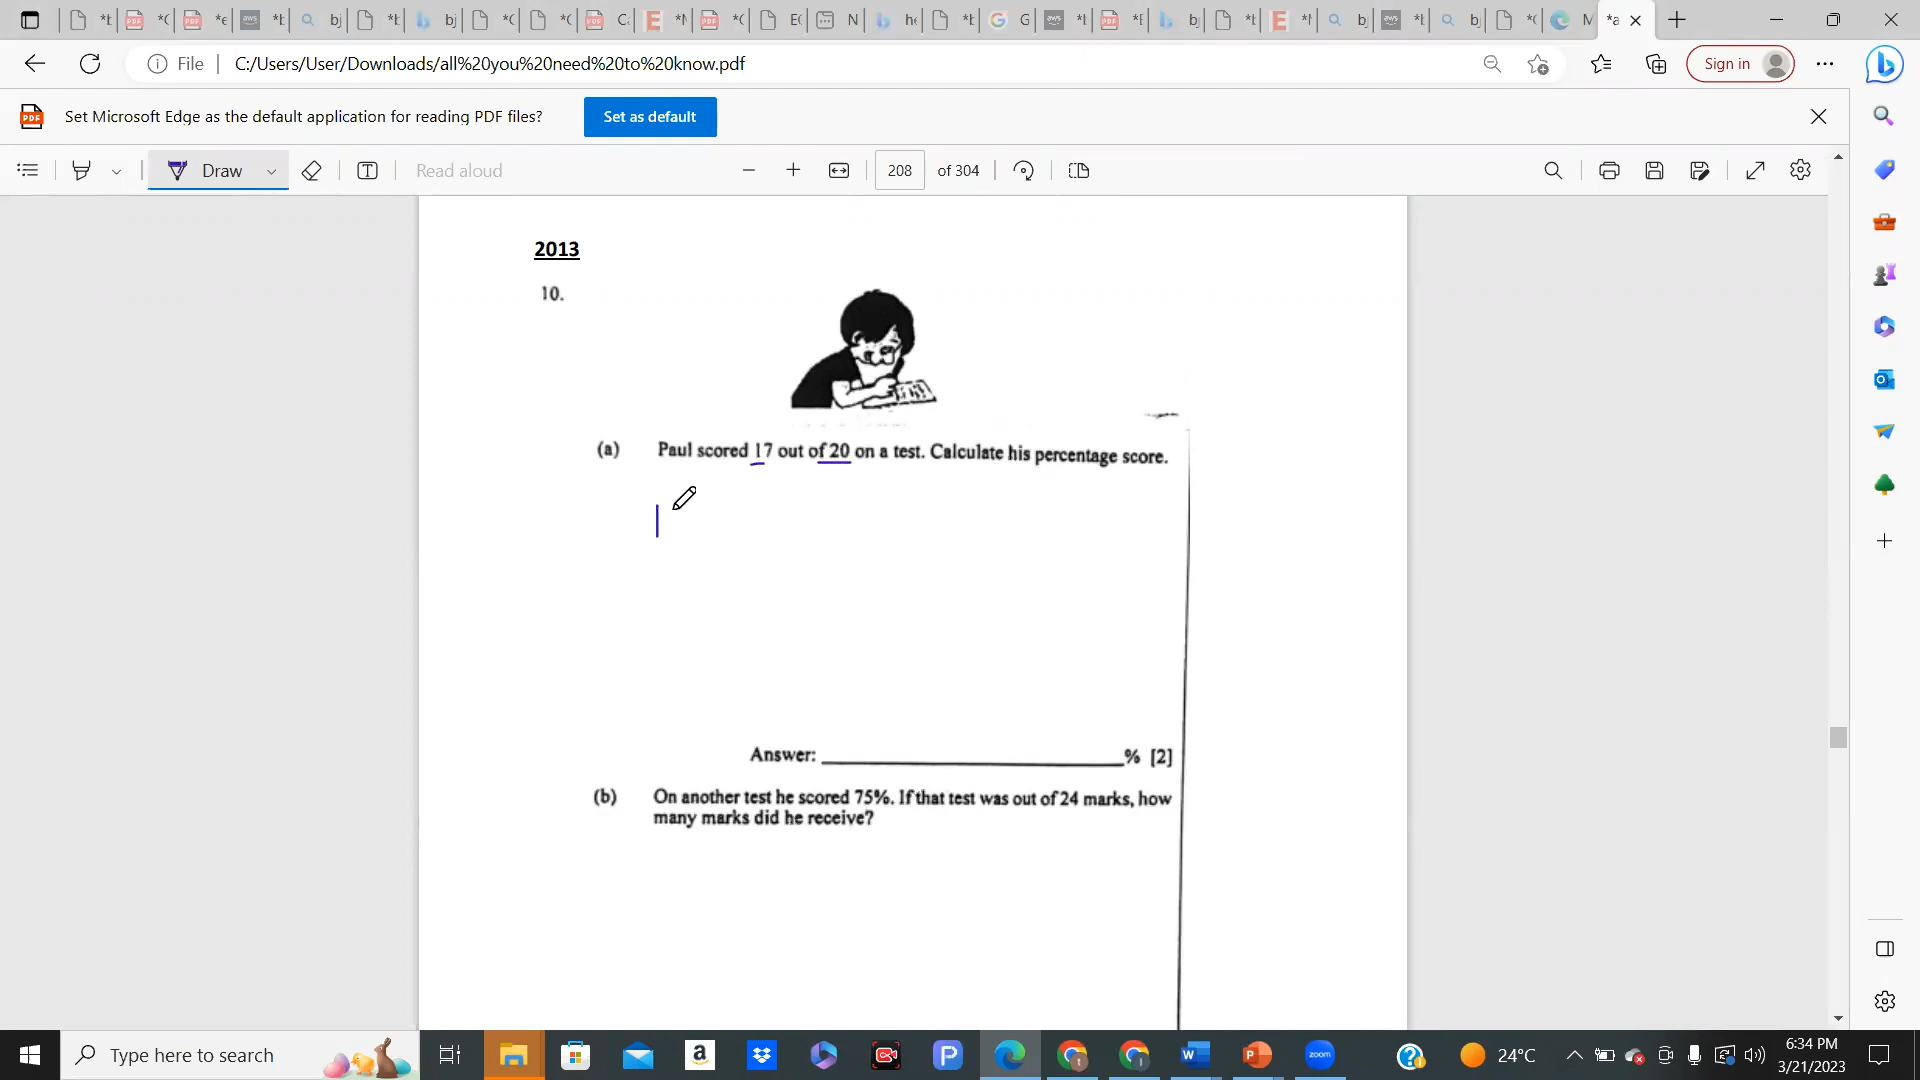 File
C:/Users/User/Downloads/all%20you%20need%20to%20know.pdf
Sign in
Set Microsoft Edge as the default application for reading PDF files?
Set as default
Draw
Read aloud
208
of 304
2013
10.
(a) Paul scored 17 out of 20 on a test. Calculate his percentage score.
Answer: ____________________% [2]
(b) On another test he scored 75%. If that test was out of 24 marks, how
many marks did he receive?
Type here to search
24°C
6:34 PM
3/21/2023